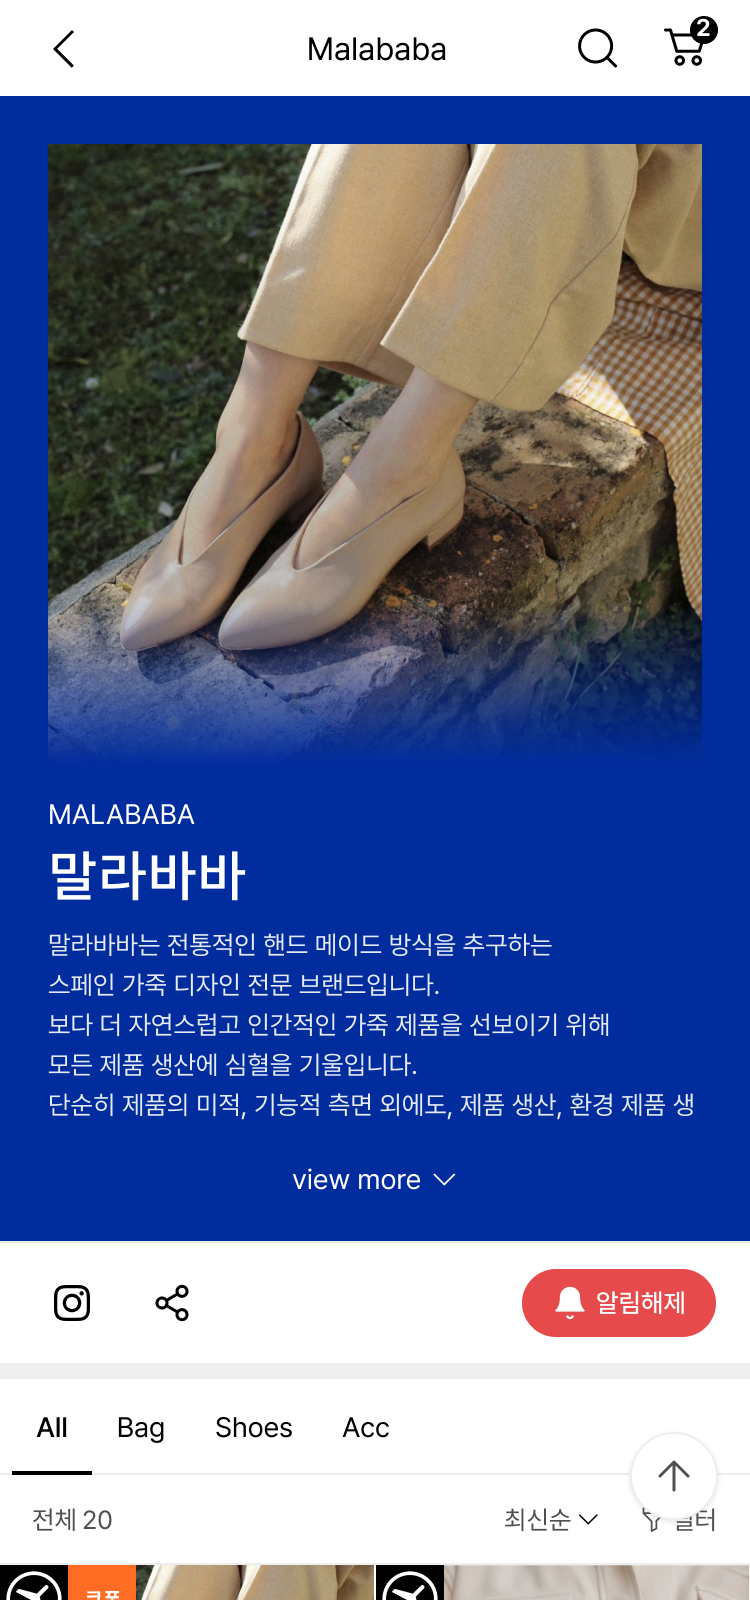 Malababa
2
MALABABA
말라바바
말라바바는 전통적인 핸드 메이드 방식을 추구하는
스페인 가죽 디자인 전문 브랜드입니다.
보다 더 자연스럽고 인간적인 가죽 제품을 선보이기 위해
모든 제품 생산에 심혈을 기울입니다.
단순히 제품의 미적, 기능적 측면 외에도, 제품 생산, 환경 제품 생
view more
알림해제
All Bag Shoes Acc
전체 20 최신순 필터
쿠폰